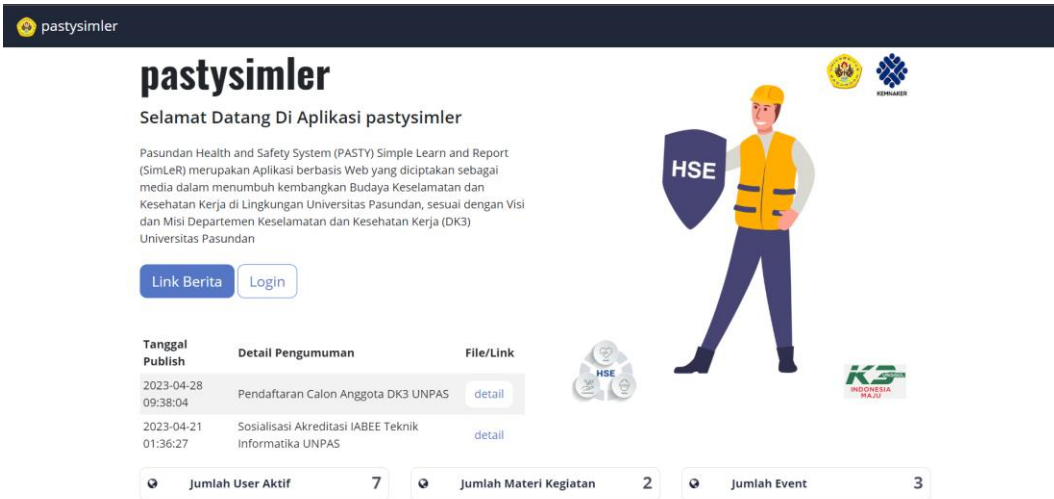 pastysimler
pastysimler
KEMNAKER
Selamat Datang Di Aplikasi pastysimler
Pasundan Health and Safety System (PASTY) Simple Learn and Report
(SimLeR) merupakan Aplikasi berbasis Web yang diciptakan sebagai
media dalam menumbuh kembangkan Budaya Keselamatan dan
Kesehatan Kerja di Lingkungan Universitas Pasundan, sesuai dengan Visi
dan Misi Departemen Keselamatan dan Kesehatan Kerja (DK3)
Universitas Pasundan
HSE
Link Berita Login
Tanggal Publish Detail Pengumuman File/Link
2023-04-28 09:38:04 Pendaftaran Calon Anggota DK3 UNPAS detail
2023-04-21 01:36:27 Sosialisasi Akreditasi IABEE Teknik Informatika UNPAS detail
HSE
K3
INDONESIA
MAJU
Jumlah User Aktif 7
Jumlah Materi Kegiatan 2
Jumlah Event 3